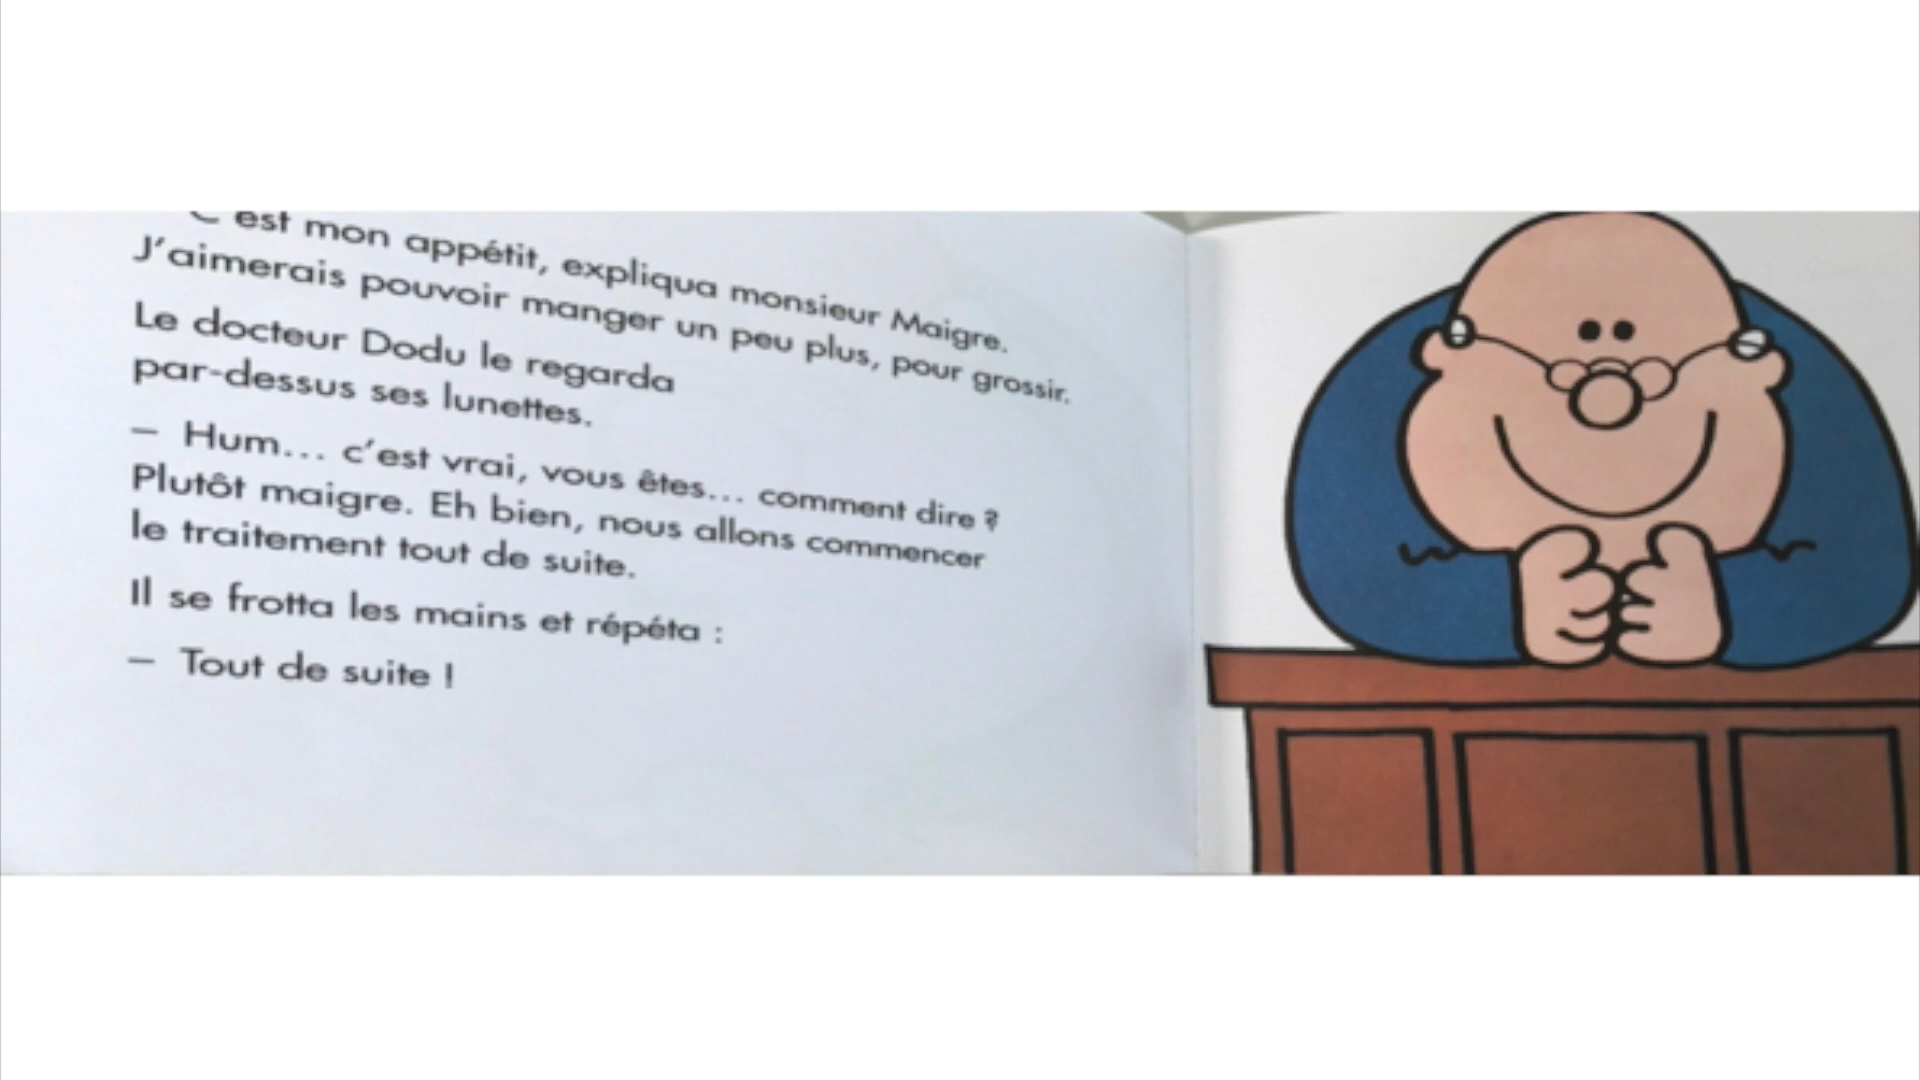 C'est mon appétit, expliqua monsieur Maigre.
J'aimerais pouvoir manger un peu plus, pour grossir.
Le docteur Dodu le regarda
par-dessus ses lunettes.
– Hum... c'est vrai, vous êtes... comment dire ?
Plutôt maigre. Eh bien, nous allons commencer
le traitement tout de suite.
Il se frotta les mains et répéta :
– Tout de suite !